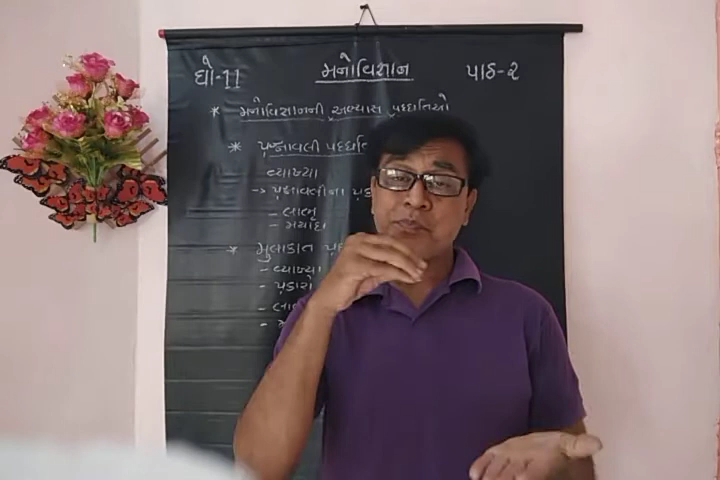 ધો-11 મનોવિજ્ઞાન પાઠ-૨
* મનોવિજ્ઞાનની અભ્યાસ પદ્ધતિઓ
* પ્રશ્નાવલી પદ્ધતિ
વ્યાખ્યા
→ પ્રશ્નાવલીના
- લાભ
- મર્યાદા
* મુલાકાત
- વ્યાખ્યા
- પ્રકારો